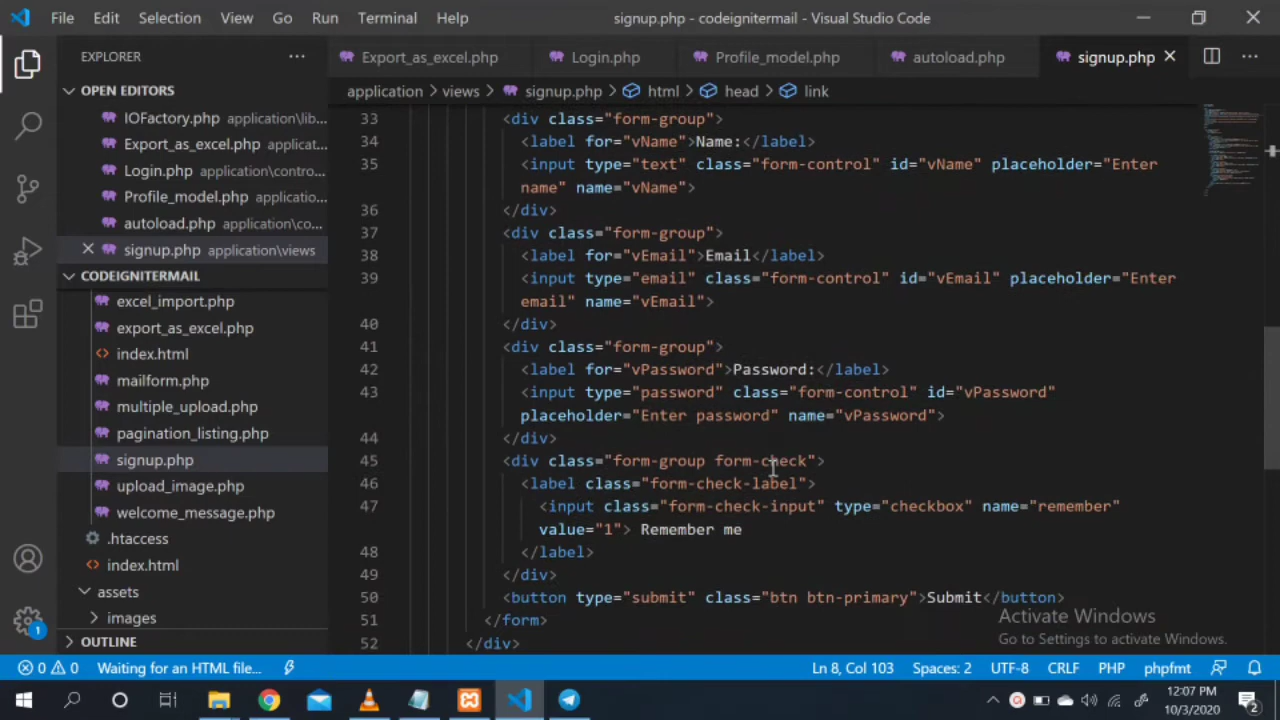 File Edit Selection View Go Run Terminal Help signup.php - codeignitermail - Visual Studio Code
EXPLORER
Export_as_excel.php Login.php Profile_model.php autoload.php signup.php
OPEN EDITORS
application > views > signup.php > html > head > link
IOFactory.php application\lib...
Export_as_excel.php applicat...
Login.php application\contro...
Profile_model.php applicatio...
autoload.php application\co...
signup.php application\views
CODEIGNITERMAIL
excel_import.php
export_as_excel.php
index.html
mailform.php
multiple_upload.php
pagination_listing.php
signup.php
upload_image.php
welcome_message.php
.htaccess
index.html
assets
images
OUTLINE
33 <div class="form-group">
34 <label for="vName">Name:</label>
35 <input type="text" class="form-control" id="vName" placeholder="Enter
name" name="vName">
36 </div>
37 <div class="form-group">
38 <label for="vEmail">Email</label>
39 <input type="email" class="form-control" id="vEmail" placeholder="Enter
email" name="vEmail">
40 </div>
41 <div class="form-group">
42 <label for="vPassword">Password:</label>
43 <input type="password" class="form-control" id="vPassword"
placeholder="Enter password" name="vPassword">
44 </div>
45 <div class="form-group form-check">
46 <label class="form-check-label">
47 <input class="form-check-input" type="checkbox" name="remember"
value="1"> Remember me
48 </label>
49 </div>
50 <button type="submit" class="btn btn-primary">Submit</button>
51 </form>
52 </div>
Activate Windows
Go to Settings to activate Windows.
1
0 0 Waiting for an HTML file... Ln 8, Col 103 Spaces: 2 UTF-8 CRLF PHP phpfmt
12:07 PM
10/3/2020
2